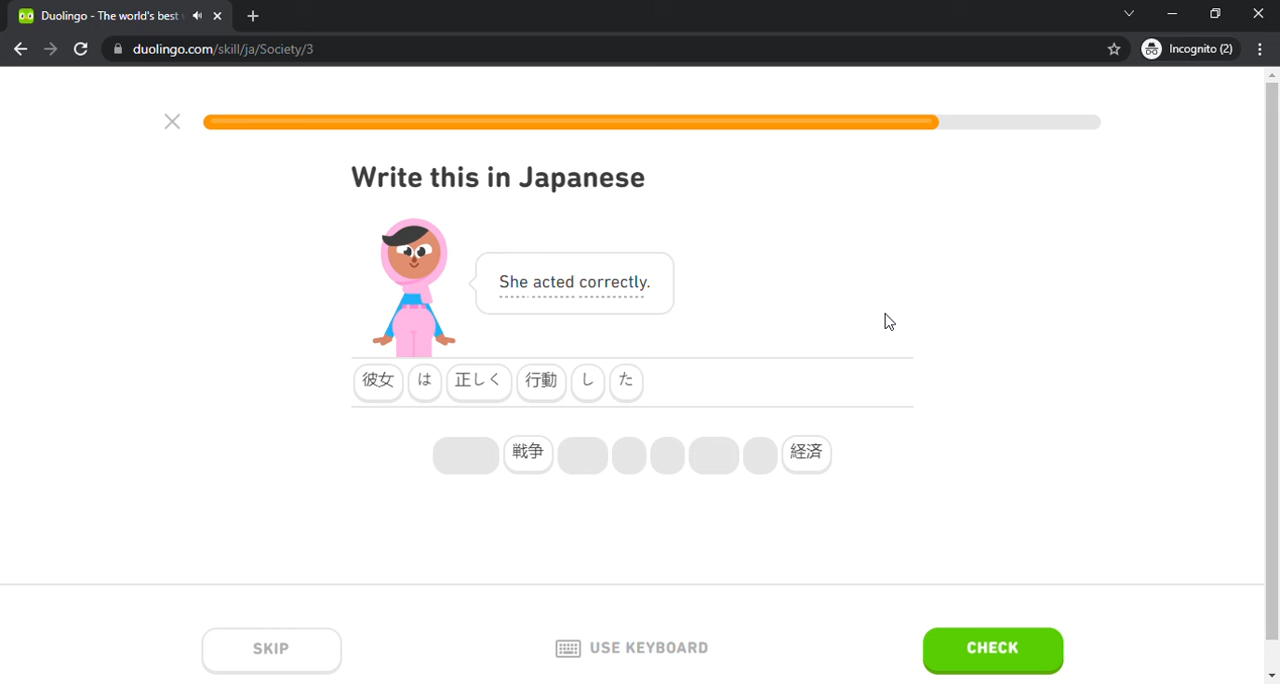 Duolingo - The world's best
duolingo.com/skill/ja/Society/3
Incognito (2)
Write this in Japanese
She acted correctly.
彼女 は 正しく 行動 し た
戦争 経済
SKIP
USE KEYBOARD
CHECK